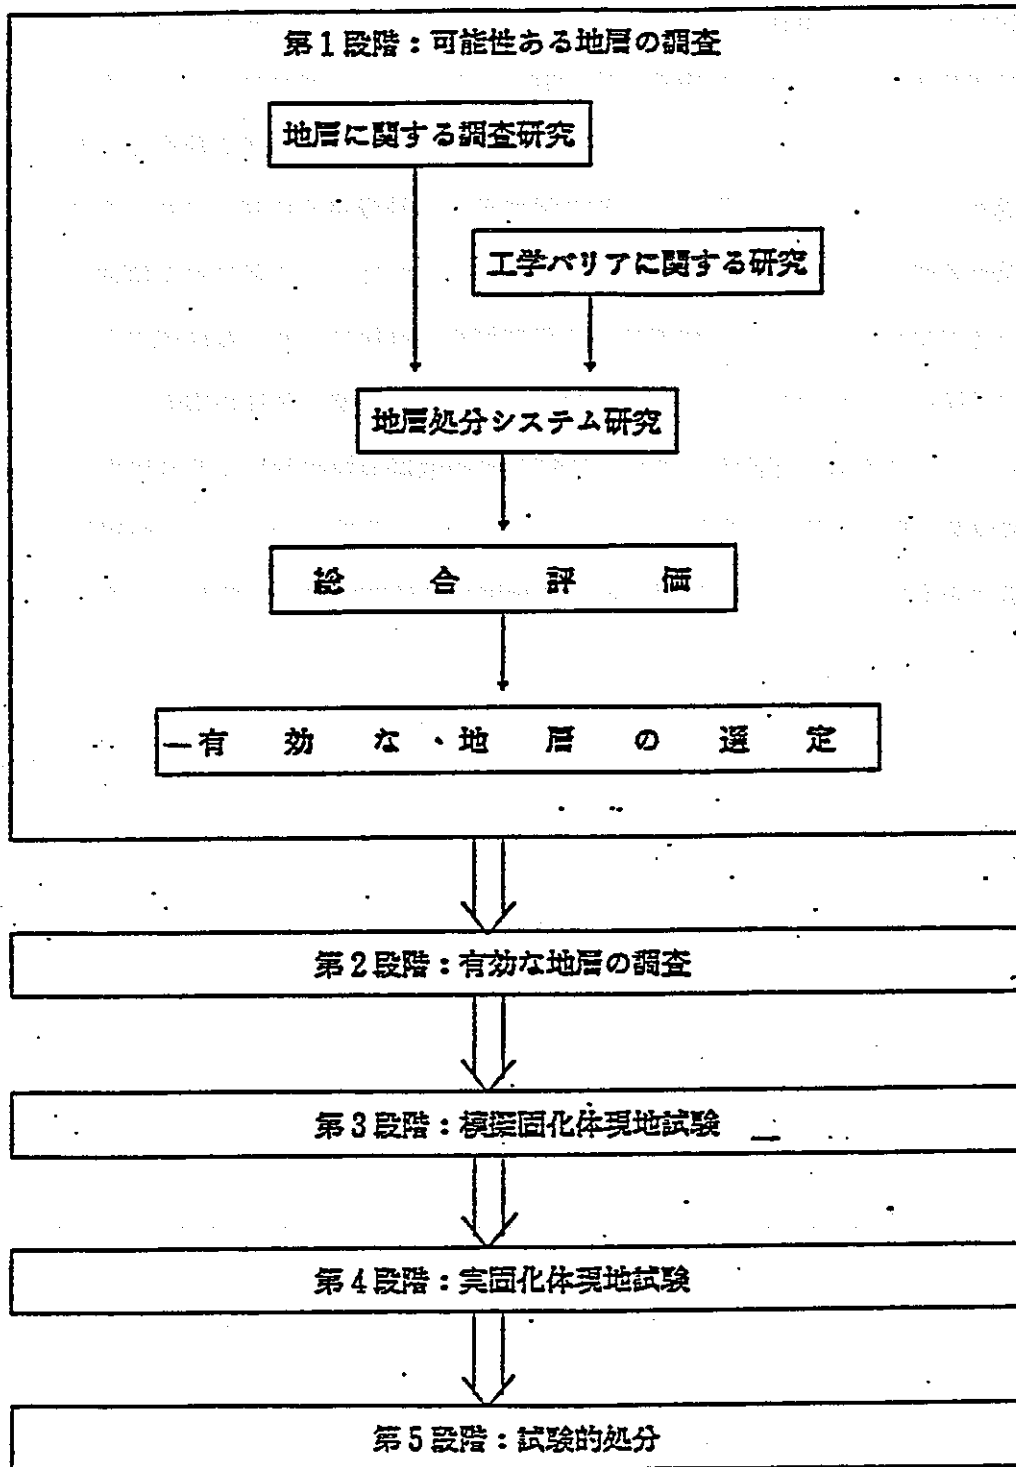 第1段階：可能性ある地層の調査
地層に関する調査研究
工学バリアに関する研究
地層処分システム研究
総合評価
有効な地層の選定
第2段階：有効な地層の調査
第3段階：模擬固化体現地試験
第4段階：実固化体現地試験
第5段階：試験的処分